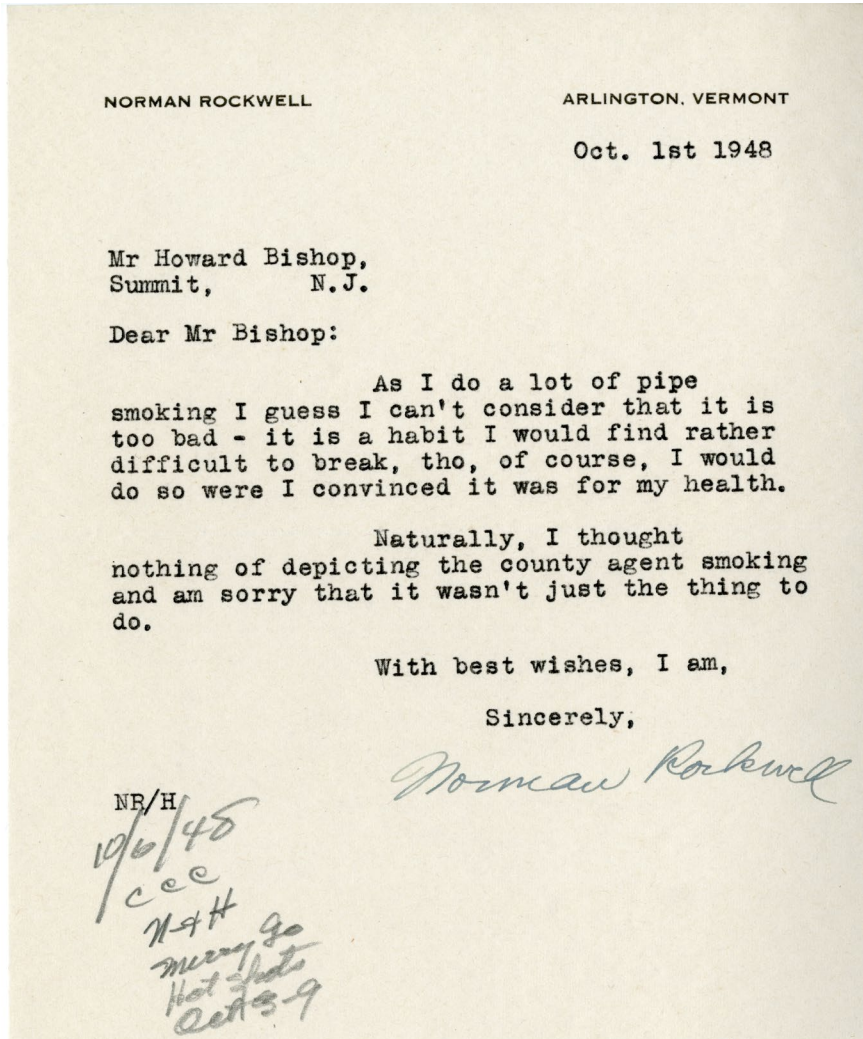 NORMAN ROCKWELL ARLINGTON, VERMONT
Oct. 1st 1948
Mr Howard Bishop,
Summit, N.J.
Dear Mr Bishop:
As I do a lot of pipe
smoking I guess I can't consider that it is
too bad - it is a habit I would find rather
difficult to break, tho, of course, I would
do so were I convinced it was for my health.
Naturally, I thought
nothing of depicting the county agent smoking
and am sorry that it wasn't just the thing to
do.
With best wishes, I am,
Sincerely,
Norman Rockwell
NR/H
10/6/48
CCC
N+H
Merry Go
Hot Shots
Oct 3-9